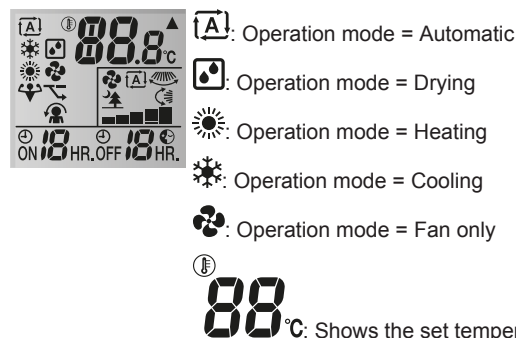 A 88.8°C
A
ON 18 HR. OFF 18 HR.
A : Operation mode = Automatic
: Operation mode = Drying
: Operation mode = Heating
: Operation mode = Cooling
: Operation mode = Fan only
88°C: Shows the set